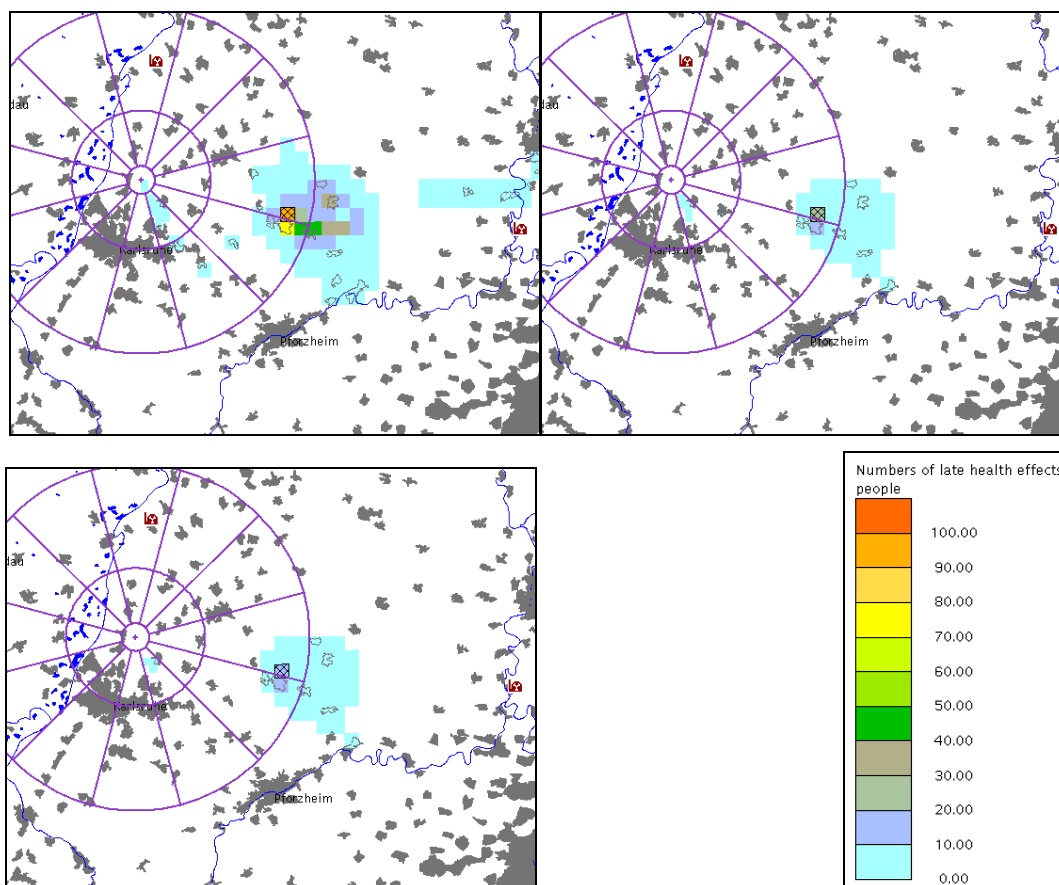 dau
Karlsruhe
Pforzheim
dau
Karlsruhe
Pforzheim
dau
Karlsruhe
Pforzheim
Numbers of late health effects
people
100.00
90.00
80.00
70.00
60.00
50.00
40.00
30.00
20.00
10.00
0.00